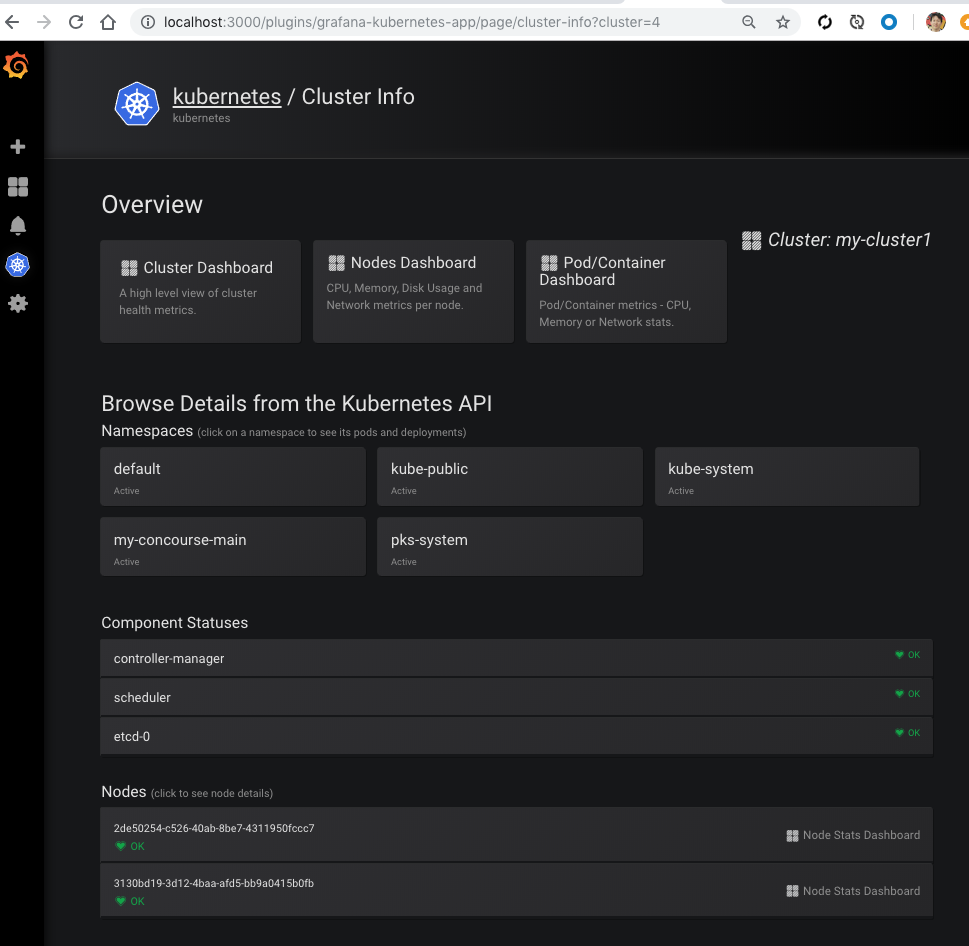 localhost:3000/plugins/grafana-kubernetes-app/page/cluster-info?cluster=4
kubernetes / Cluster Info
kubernetes
Overview
Cluster: my-cluster1
Cluster Dashboard
A high level view of cluster
health metrics.
Nodes Dashboard
CPU, Memory, Disk Usage and
Network metrics per node.
Pod/Container
Dashboard
Pod/Container metrics - CPU,
Memory or Network stats.
Browse Details from the Kubernetes API
Namespaces (click on a namespace to see its pods and deployments)
default
Active
kube-public
Active
kube-system
Active
my-concourse-main
Active
pks-system
Active
Component Statuses
controller-manager OK
scheduler OK
etcd-0 OK
Nodes (click to see node details)
2de50254-c526-40ab-8be7-4311950fccc7
OK
Node Stats Dashboard
3130bd19-3d12-4baa-afd5-bb9a0415b0fb
OK
Node Stats Dashboard